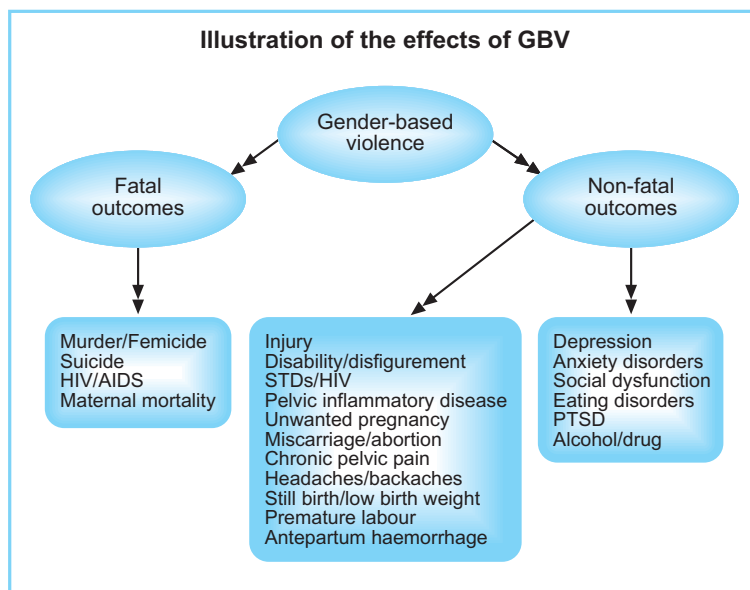 Illustration of the effects of GBV
Gender-based
violence
Fatal
outcomes
Non-fatal
outcomes
Murder/Femicide
Suicide
HIV/AIDS
Maternal mortality
Injury
Disability/disfigurement
STDs/HIV
Pelvic inflammatory disease
Unwanted pregnancy
Miscarriage/abortion
Chronic pelvic pain
Headaches/backaches
Still birth/low birth weight
Premature labour
Antepartum haemorrhage
Depression
Anxiety disorders
Social dysfunction
Eating disorders
PTSD
Alcohol/drug